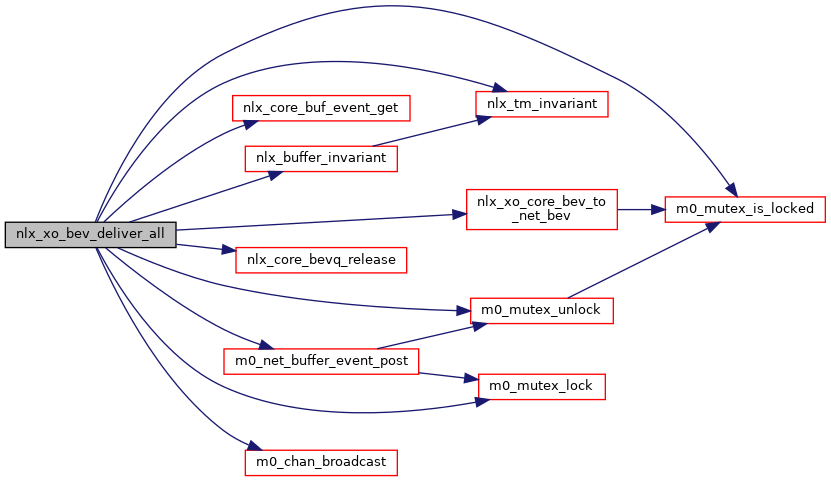 nlx_xo_bev_deliver_all
nlx_core_buf_event_get
nlx_buffer_invariant
nlx_core_bevq_release
m0_net_buffer_event_post
m0_chan_broadcast
nlx_tm_invariant
nlx_xo_core_bev_to
_net_bev
m0_mutex_unlock
m0_mutex_lock
m0_mutex_is_locked